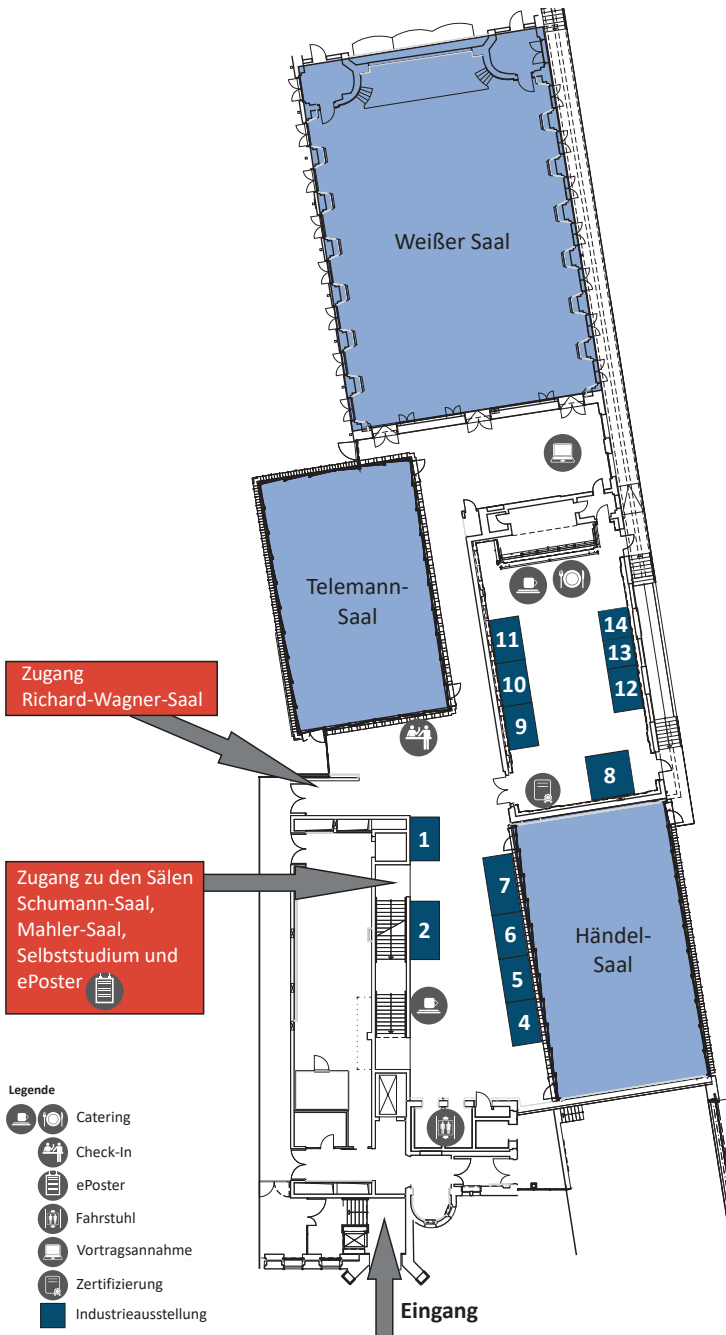 Weißer Saal
Telemann-
Saal
11
10
9
14
13
12
8
Zugang
Richard-Wagner-Saal
1
2
7
6
5
4
Händel-
Saal
Zugang zu den Sälen
Schumann-Saal,
Mahler-Saal,
Selbststudium und
ePoster
Legende
Catering
Check-In
ePoster
Fahrstuhl
Vortragsannahme
Zertifizierung
Industrieausstellung
Eingang